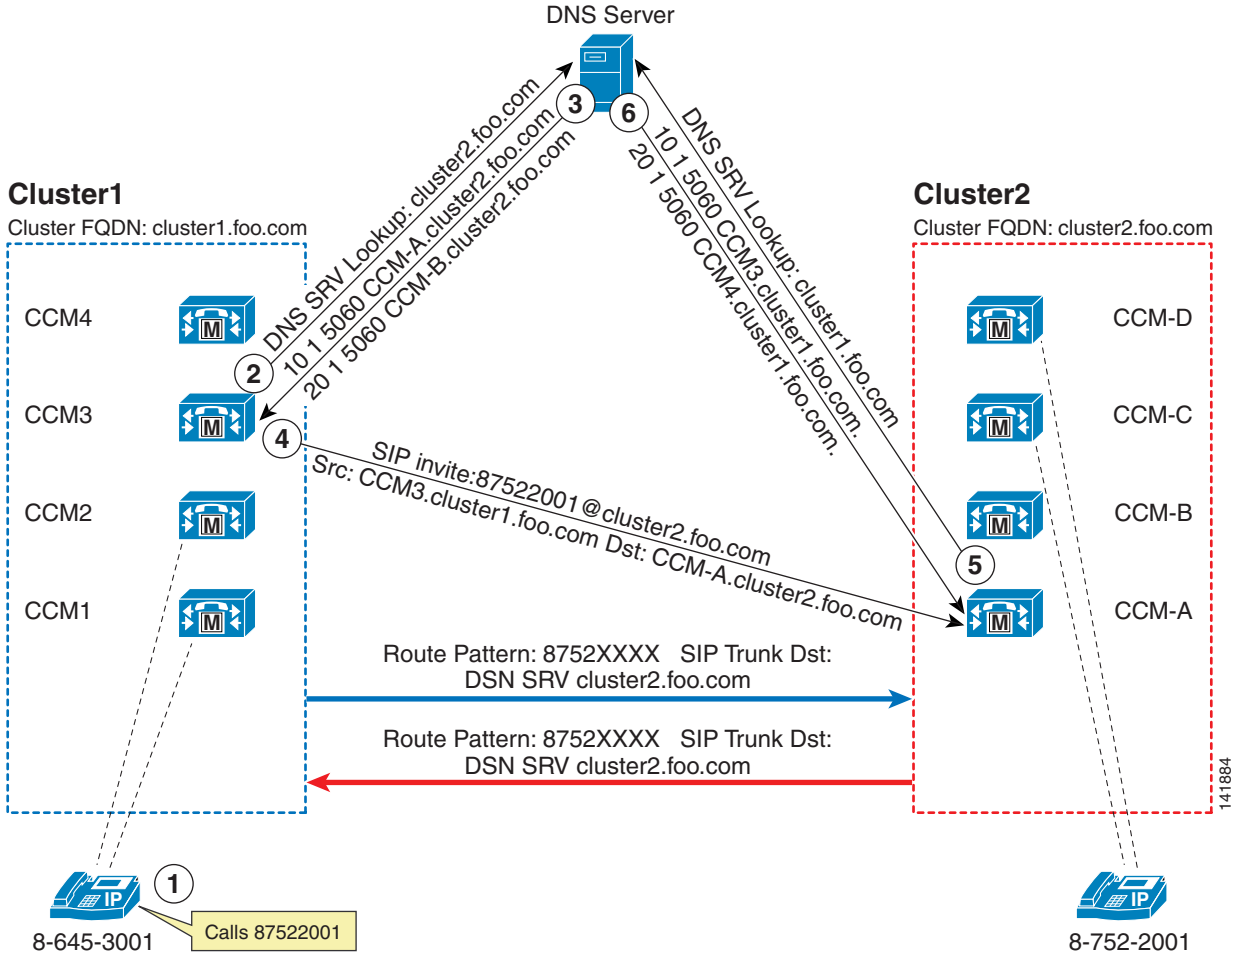 DNS Server
3
6
DNS SRV Lookup: cluster2.foo.com
10 1 5060 CCM-A.cluster2.foo.com
20 1 5060 CCM-B.cluster2.foo.com
DNS SRV Lookup: cluster1.foo.com
10 1 5060 CCM3.cluster1.foo.com.
20 1 5060 CCM4.cluster1.foo.com.
Cluster1
Cluster FQDN: cluster1.foo.com
Cluster2
Cluster FQDN: cluster2.foo.com
CCM4
M
M
CCM-D
2
CCM3
M
M
CCM-C
4
SIP invite:87522001@cluster2.foo.com
Src: CCM3.cluster1.foo.com Dst: CCM-A.cluster2.foo.com
CCM2
M
M
CCM-B
5
CCM1
M
M
CCM-A
Route Pattern: 8752XXXX SIP Trunk Dst:
DSN SRV cluster2.foo.com
Route Pattern: 8752XXXX SIP Trunk Dst:
DSN SRV cluster2.foo.com
141884
1
IP
IP
Calls 87522001
8-645-3001
8-752-2001